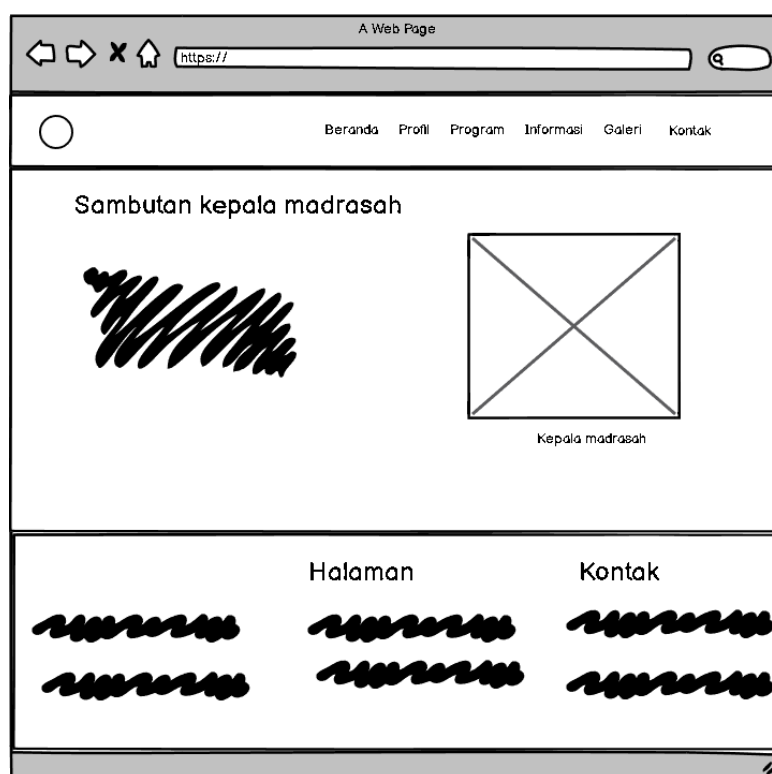 A Web Page
https://
Beranda Profil Program Informasi Galeri Kontak
Sambutan kepala madrasah
Kepala madrasah
Halaman Kontak